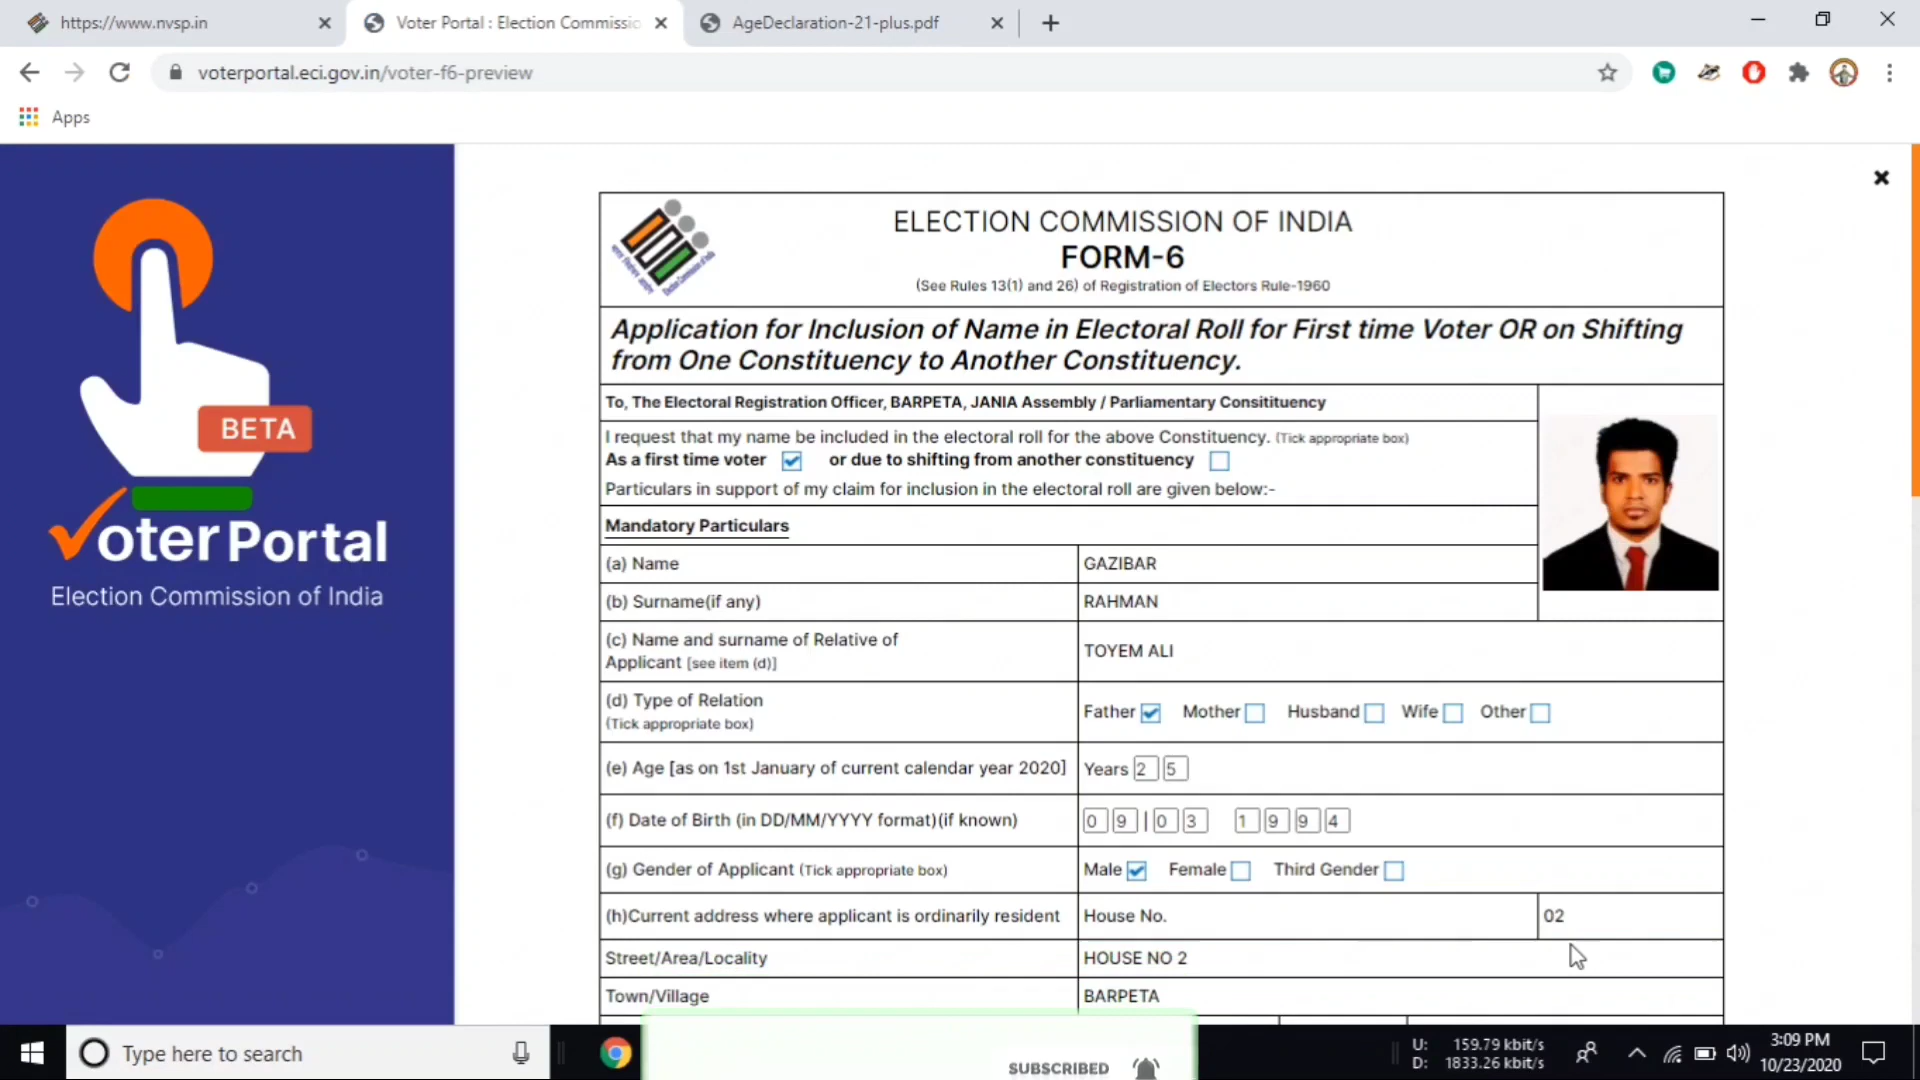 https://www.nvsp.in
Voter Portal : Election Commissio
AgeDeclaration-21-plus.pdf
voterportal.eci.gov.in/voter-f6-preview
Apps
BETA
Voter Portal
Election Commission of India
ELECTION COMMISSION OF INDIA
FORM-6
(See Rules 13(1) and 26) of Registration of Electors Rule-1960
Application for Inclusion of Name in Electoral Roll for First time Voter OR on Shifting
from One Constituency to Another Constituency.
To, The Electoral Registration Officer, BARPETA, JANIA Assembly / Parliamentary Consitituency
I request that my name be included in the electoral roll for the above Constituency. (Tick appropriate box)
As a first time voter or due to shifting from another constituency
Particulars in support of my claim for inclusion in the electoral roll are given below:-
Mandatory Particulars
(a) Name GAZIBAR
(b) Surname(if any) RAHMAN
(c) Name and surname of Relative of
Applicant [see item (d)]
TOYEM ALI
(d) Type of Relation
(Tick appropriate box)
Father Mother Husband Wife Other
(e) Age [as on 1st January of current calendar year 2020] Years 2 5
(f) Date of Birth (in DD/MM/YYYY format)(if known) 0 9 | 0 3 1 9 9 4
(g) Gender of Applicant (Tick appropriate box) Male Female Third Gender
(h)Current address where applicant is ordinarily resident House No. 02
Street/Area/Locality HOUSE NO 2
Town/Village BARPETA
Type here to search
SUBSCRIBED
U: 159.79 kbit/s
D: 1833.26 kbit/s
3:09 PM
10/23/2020